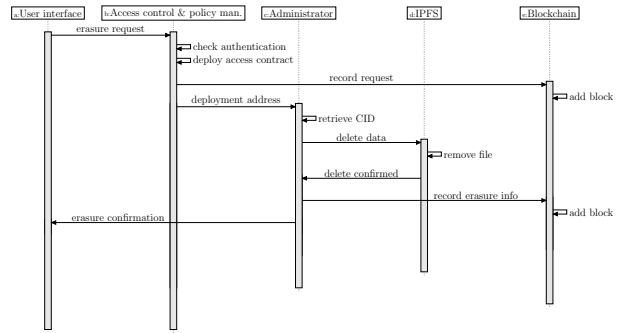 a:User interface
b:Access control & policy man.
c:Administrator
d:IPFS
e:Blockchain
erasure request
check authentication
deploy access contract
record request
add block
deployment address
retrieve CID
delete data
remove file
delete confirmed
record erasure info
add block
erasure confirmation